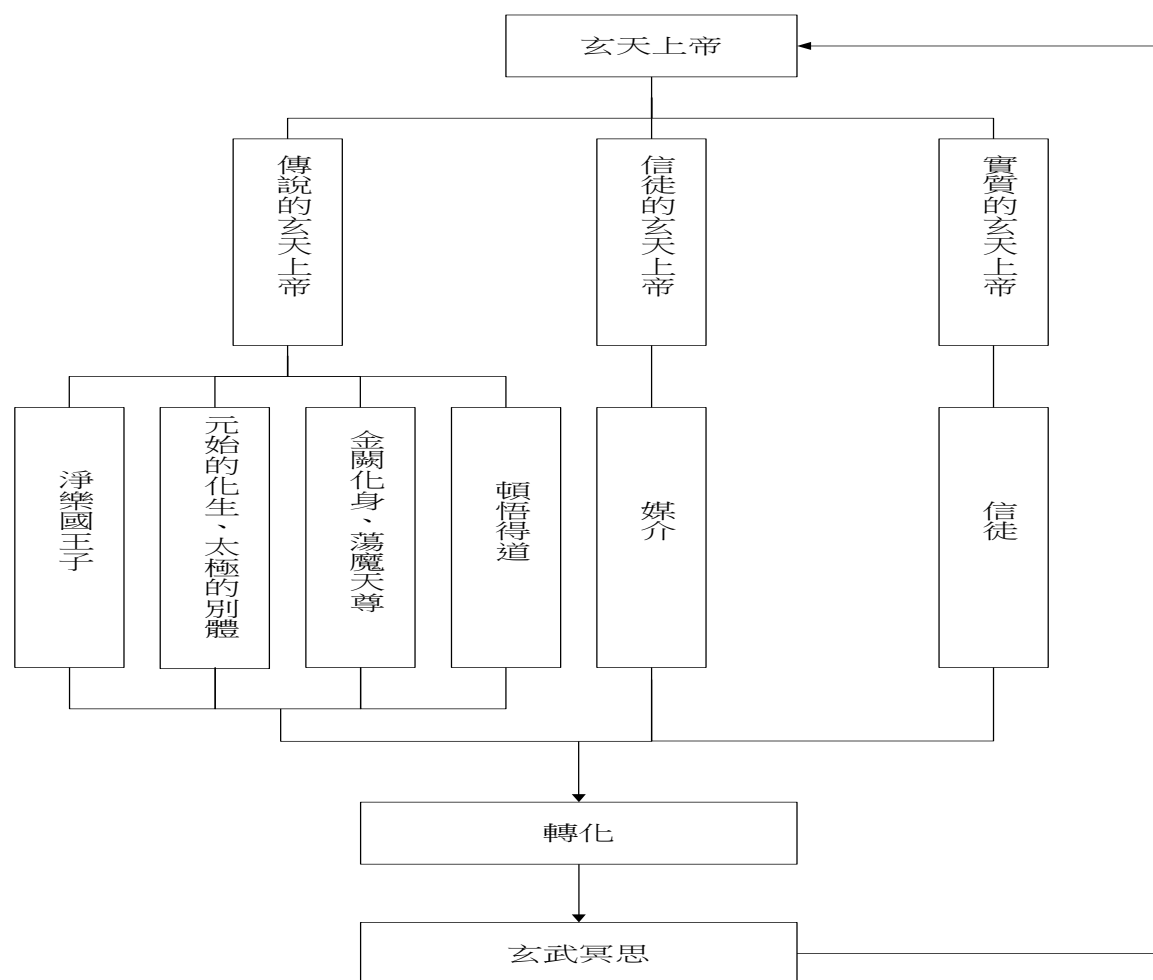 玄天上帝
傳說的玄天上帝
信徒的玄天上帝
實質的玄天上帝
淨樂國王子
元始的化生、太極的別體
金闕化身、蕩魔天尊
頓悟得道
媒介
信徒
轉化
玄武冥思